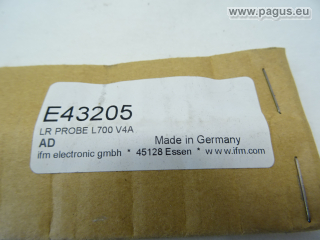 © www.pagus.eu
E43205
LR PROBE L700 V4A
AD Made in Germany
ifm electronic gmbh * 45128 Essen * www.ifm.com